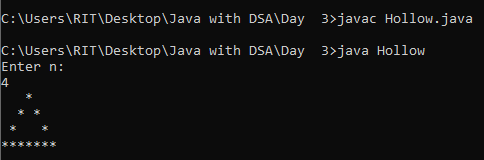 C:\Users\RIT\Desktop\Java with DSA\Day  3>javac Hollow.java
C:\Users\RIT\Desktop\Java with DSA\Day  3>java Hollow
Enter n:
4
   *
  * *
 *   *
*******